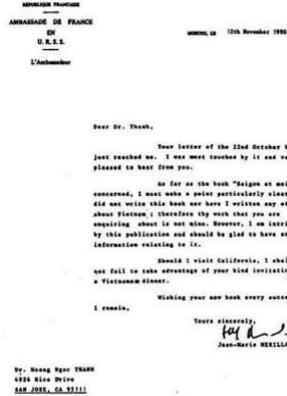 REPUBLIQUE FRANCAISE
AMBASSADE DE FRANCE
EN
U.R.S.S.
L'Ambassadeur
MOSCOU, LE 12th November 1990
Dear Dr. Thanh,
Your letter of the 22nd October h
just reached me. I was most touched by it and ve
pleased to hear from you.
As far as the book "Saigon et moi
concerned, I must make a point particularly clear
did not write this book nor have I written any ot
about Vietnam ; therefore thy work that you are
enquiring about is not mine. However, I am intri
by this publication and should be glad to have an
information relating to it.
Should I visit California, I shal
not fail to take advantage of your kind invitatio
a Vietnamese dinner.
Wishing your new book every succe
I remain,
Yours sincerely,
Jean-Marie MERILLO
Dr. Hoang Ngoc THANH
4926 Rice Drive
SAN JOSE, CA 95111